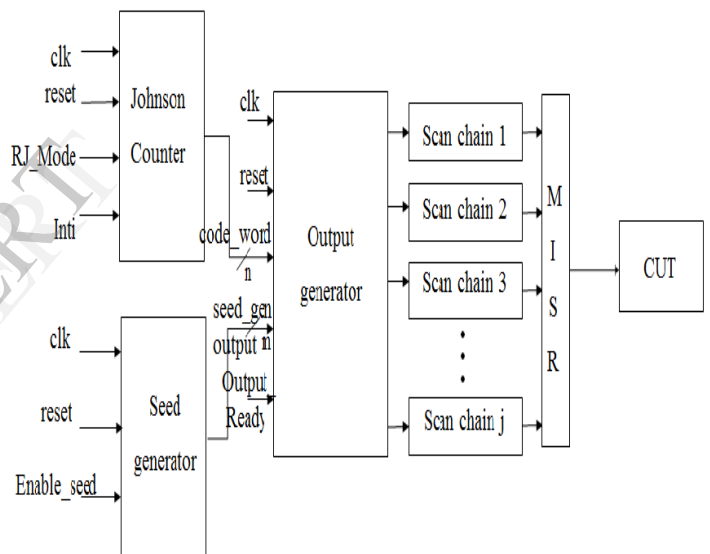 clk
reset
RJ_Mode
Inti
Johnson
Counter
clk
reset
code_word
n
seed_gen
output n
Output
Ready
Output
generator
clk
reset
Enable_seed
Seed
generator
Scan chain 1
Scan chain 2
Scan chain 3
Scan chain j
M
I
S
R
CUT